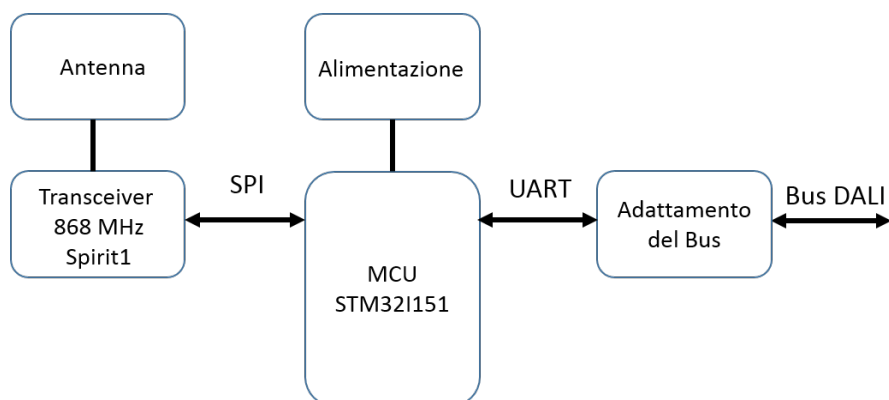 Antenna
Alimentazione
Transceiver
868 MHz
Spirit1
SPI
MCU
STM32l151
UART
Adattamento
del Bus
Bus DALI